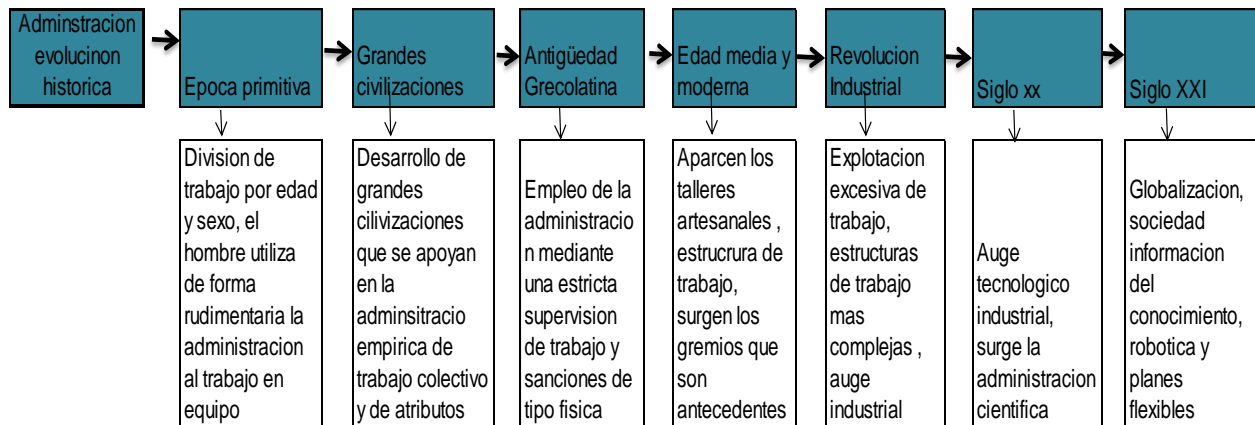 Adminstracion
evolucinon
historica
Epoca primitiva
Grandes
civilizaciones
Antigüedad
Grecolatina
Edad media y
moderna
Revolucion
Industrial
Siglo xx
Siglo XXI
Division de
trabajo por edad
y sexo, el
hombre utiliza
de forma
rudimentaria la
administracion
al trabajo en
equipo
Desarrollo de
grandes
cilivizaciones
que se apoyan
en la
adminsitracio
empirica de
trabajo colectivo
y de atributos
Empleo de la
administracio
n mediante
una estricta
supervision
de trabajo y
sanciones de
tipo fisica
Aparcen los
talleres
artesanales ,
estrucrura de
trabajo,
surgen los
gremios que
son
antecedentes
Explotacion
excesiva de
trabajo,
estructuras
de trabajo
mas
complejas ,
auge
industrial
Auge
tecnologico
industrial,
surge la
administracion
cientifica
Globalizacion,
sociedad
informacion
del
conocimiento,
robotica y
planes
flexibles